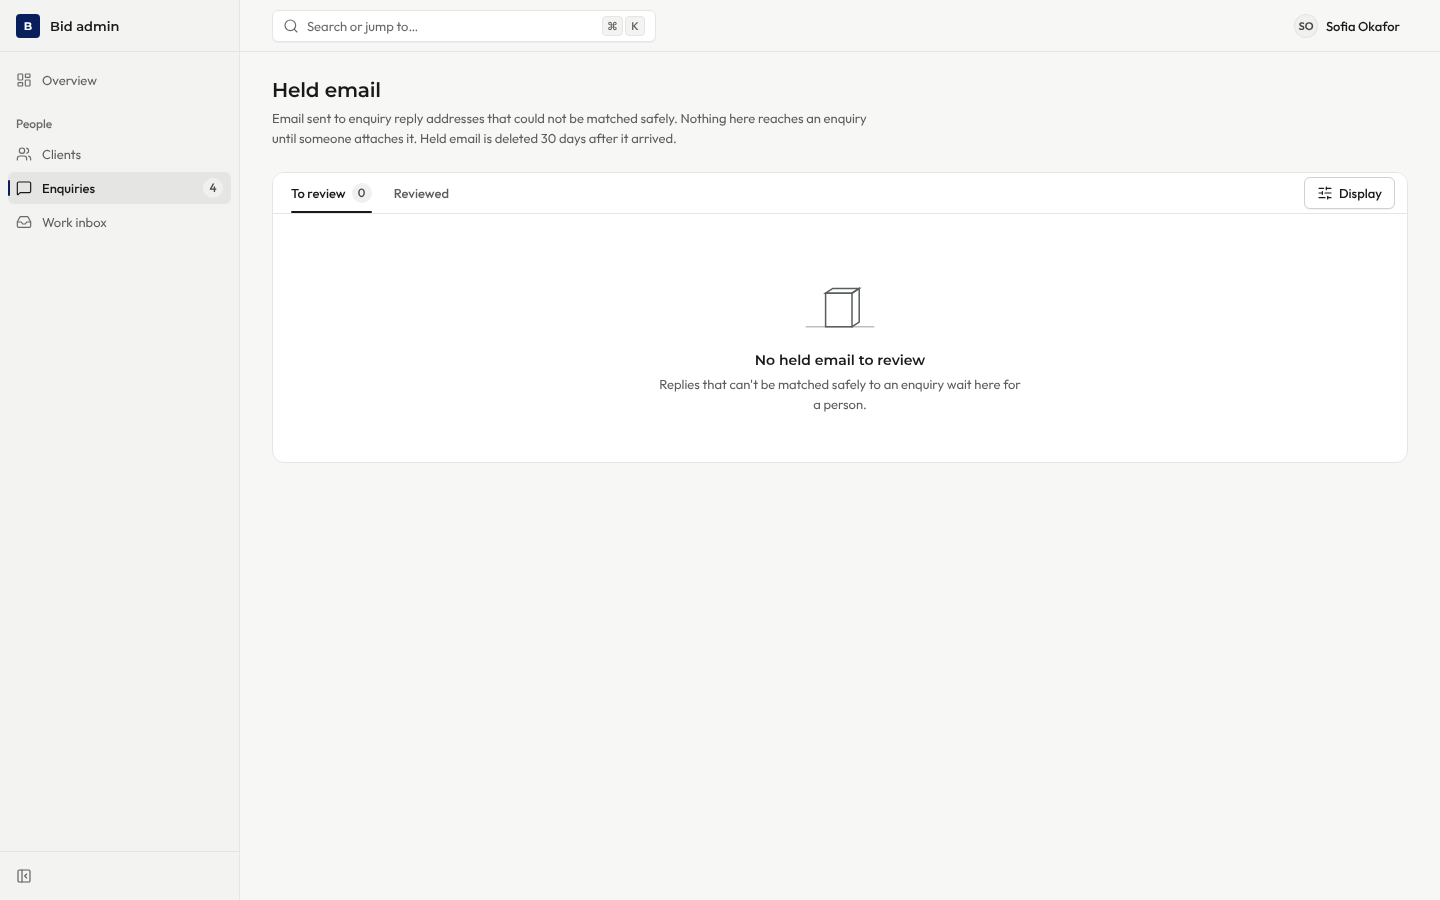 B
Bid admin
Search or jump to…
⌘ K
SO
Sofia Okafor
Overview
People
Clients
Enquiries
4
Work inbox
Held email
Email sent to enquiry reply addresses that could not be matched safely. Nothing here reaches an enquiry
until someone attaches it. Held email is deleted 30 days after it arrived.
To review 0
Reviewed
Display
No held email to review
Replies that can't be matched safely to an enquiry wait here for
a person.